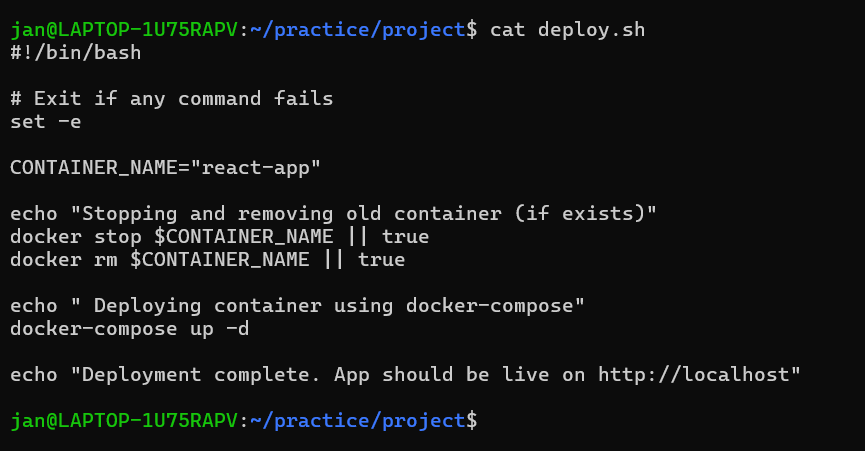 jan@LAPTOP-1U75RAPV:~/practice/project$ cat deploy.sh
#!/bin/bash
# Exit if any command fails
set -e
CONTAINER_NAME="react-app"
echo "Stopping and removing old container (if exists)"
docker stop $CONTAINER_NAME || true
docker rm $CONTAINER_NAME || true
echo " Deploying container using docker-compose"
docker-compose up -d
echo "Deployment complete. App should be live on http://localhost"
jan@LAPTOP-1U75RAPV:~/practice/project$